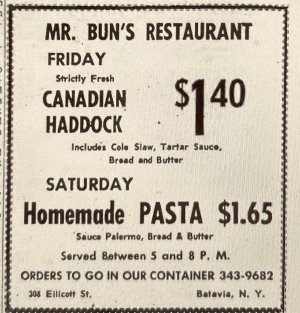 MR. BUN'S RESTAURANT
FRIDAY
Strictly Fresh
CANADIAN
HADDOCK
$1 40
Includes Cole Slaw, Tartar Sauce,
Bread and Butter
SATURDAY
Homemade PASTA $1.65
Sauce Palermo, Bread & Butter
Served Between 5 and 8 P. M.
ORDERS TO GO IN OUR CONTAINER 343-9682
308 Ellicott St. Batavia, N. Y.